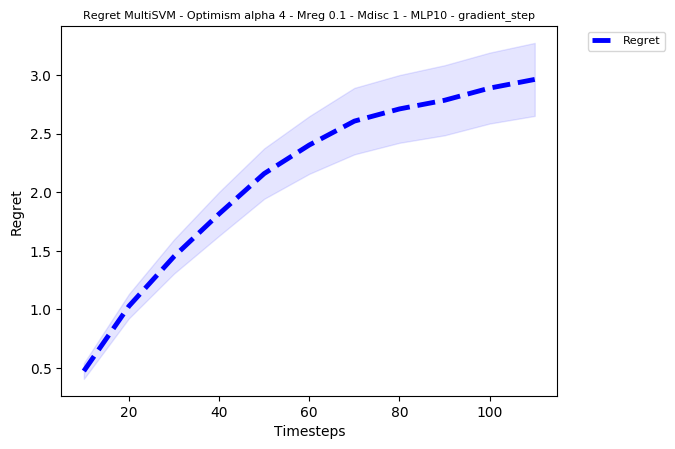 Regret MultiSVM - Optimism alpha 4 - Mreg 0.1 - Mdisc 1 - MLP10 - gradient_step
Regret
3.0
2.5
2.0
1.5
1.0
0.5
Regret
20 40 60 80 100
Timesteps